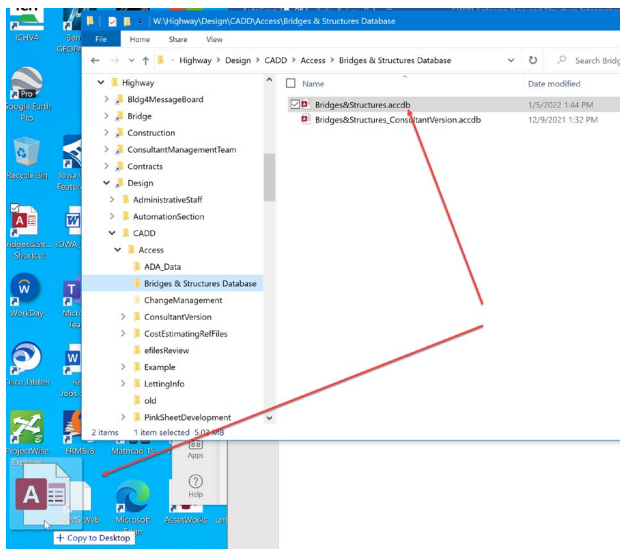 W:\Highway\Design\CADD\Access\Bridges & Structures Database
File Home Share View
Highway > Design > CADD > Access > Bridges & Structures Database
Search Bridg
Highway
Bldg4MessageBoard
Bridge
Construction
ConsultantManagementTeam
Contracts
Design
AdministrativeStaff
AutomationSection
CADD
Access
ADA_Data
Bridges & Structures Database
ChangeManagement
ConsultantVersion
CostEstimatingRefFiles
efilesReview
Example
LettingInfo
old
PinkSheetDevelopment
Name Date modified
Bridges&Structures.accdb 1/5/2022 1:44 PM
Bridges&Structures_ConsultantVersion.accdb 12/9/2021 1:32 PM
2 items 1 item selected 5.03 MB
ICHV4
Google Earth
Pro
Recycle Bin
- Shortcut
WorkDay
Cisco Jabber
ProjectWise
ERMSv8
Mathcad 15
Apps
Help
Web
Microsoft
Edge
AssetWorks
+ Copy to Desktop